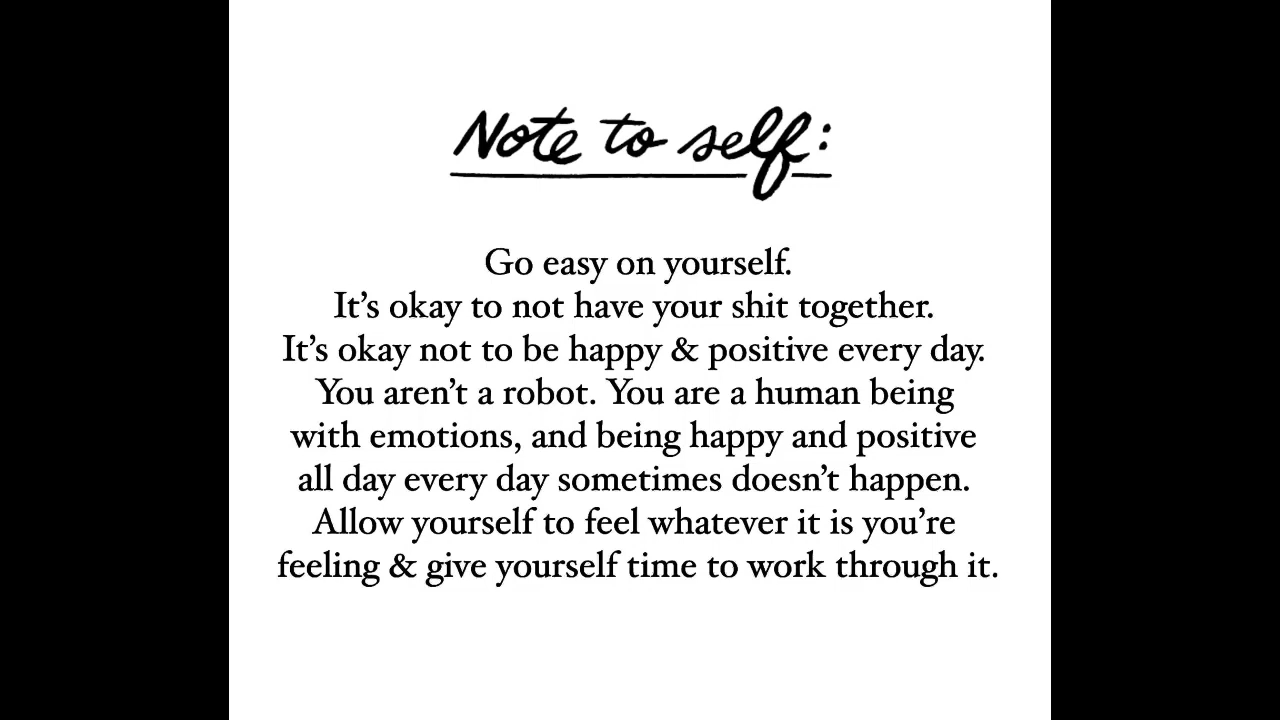 Note to self:
Go easy on yourself.
It's okay to not have your shit together.
It's okay not to be happy & positive every day.
You aren't a robot. You are a human being
with emotions, and being happy and positive
all day every day sometimes doesn't happen.
Allow yourself to feel whatever it is you're
feeling & give yourself time to work through it.